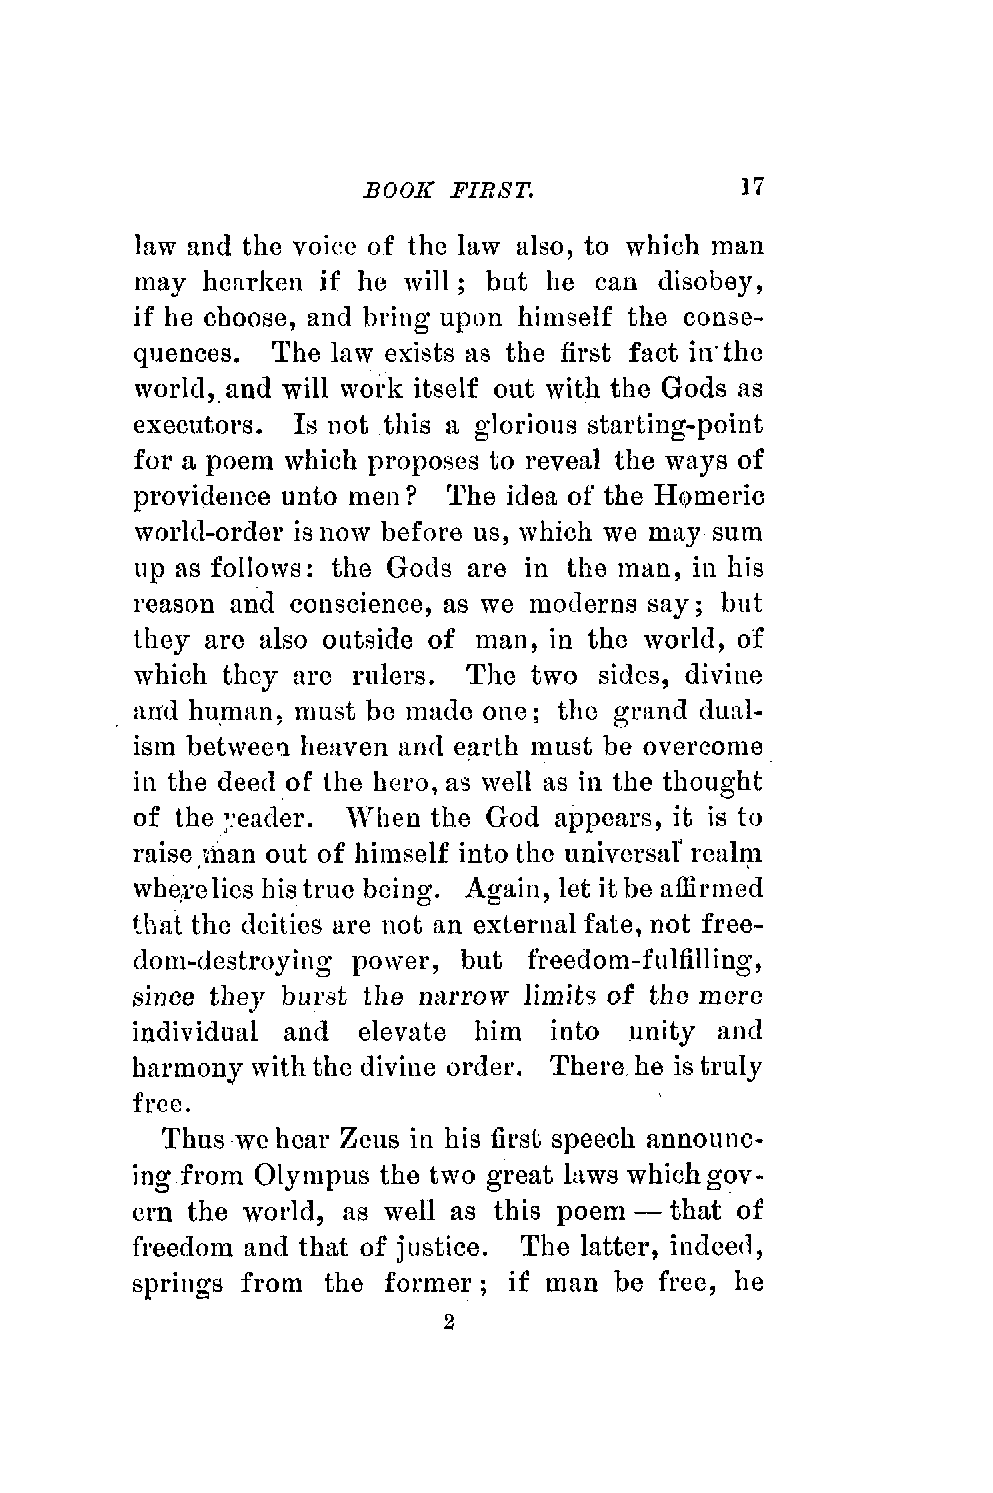 BOOK FIRST. 17
law and the voice of the law also, to which man
may hearken if he will; but he can disobey,
if he choose, and bring upon himself the conse-
quences. The law exists as the first fact in the
world, and will work itself out with the Gods as
executors. Is not this a glorious starting-point
for a poem which proposes to reveal the ways of
providence unto men? The idea of the Homeric
world-order is now before us, which we may sum
up as follows: the Gods are in the man, in his
reason and conscience, as we moderns say; but
they are also outside of man, in the world, of
which they are rulers. The two sides, divine
and human, must be made one; the grand dual-
ism between heaven and earth must be overcome
in the deed of the hero, as well as in the thought
of the reader. When the God appears, it is to
raise man out of himself into the universal realm
where lies his true being. Again, let it be affirmed
that the deities are not an external fate, not free-
dom-destroying power, but freedom-fulfilling,
since they burst the narrow limits of the mere
individual and elevate him into unity and
harmony with the divine order. There he is truly
free.
Thus we hear Zeus in his first speech announc-
ing from Olympus the two great laws which gov-
ern the world, as well as this poem — that of
freedom and that of justice. The latter, indeed,
springs from the former; if man be free, he
2